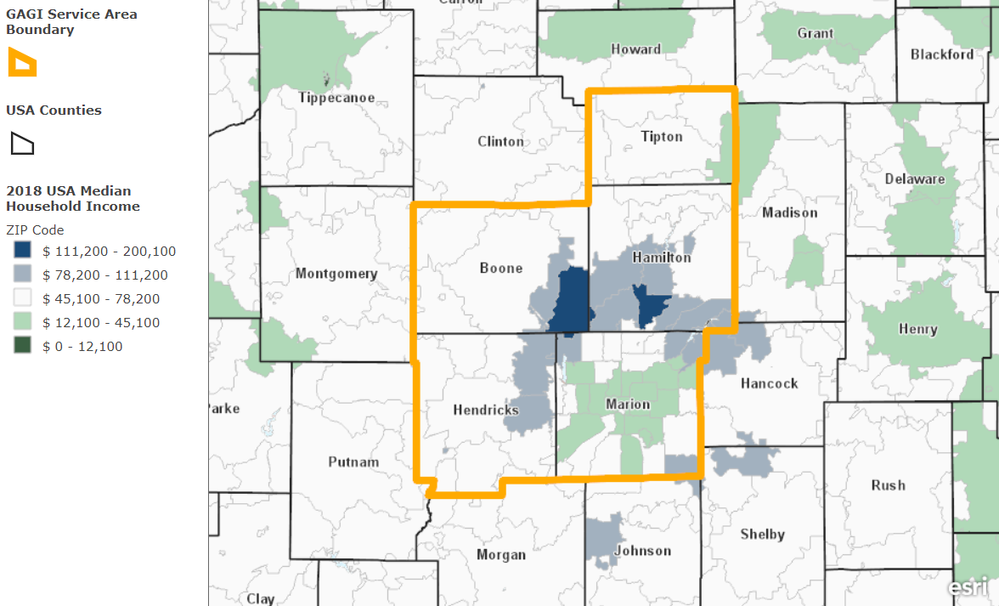 GAGI Service Area
Boundary
USA Counties
2018 USA Median
Household Income
ZIP Code
$ 111,200 - 200,100
$ 78,200 - 111,200
$ 45,100 - 78,200
$ 12,100 - 45,100
$ 0 - 12,100
Howard
Grant
Blackford
Tippecanoe
Clinton
Tipton
Delaware
Madison
Hamilton
Boone
Montgomery
Henry
Hancock
Marion
Hendricks
arke
Putnam
Rush
Shelby
Johnson
Morgan
Clay
esri